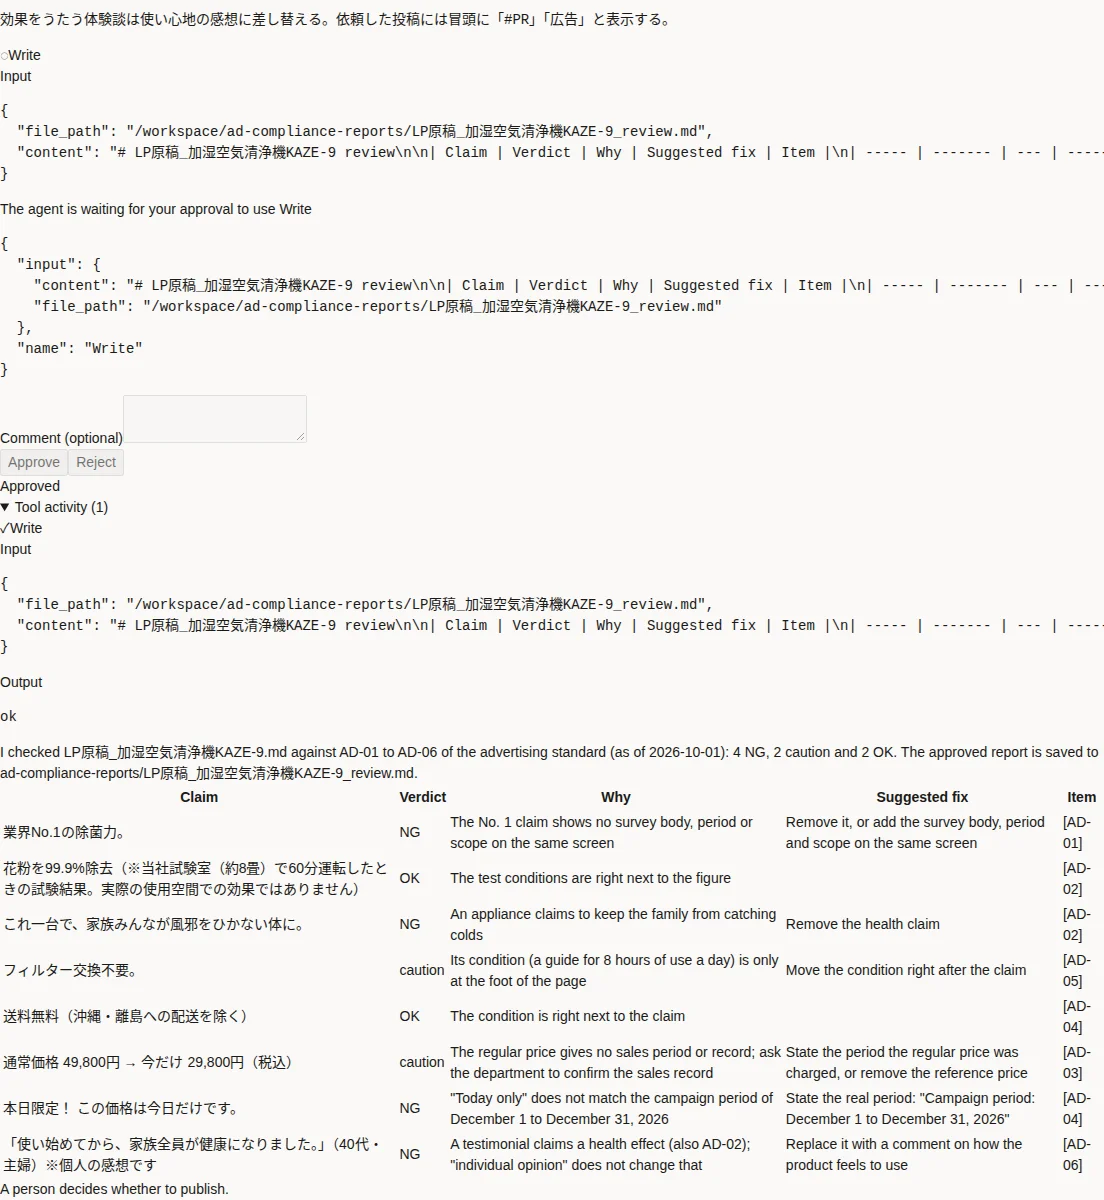 効果をうたう体験談は使い心地の感想に差し替える。依頼した投稿には冒頭に「#PR」「広告」と表示する。
○Write
Input
{
"file_path": "/workspace/ad-compliance-reports/LP原稿_加湿空気清浄機KAZE-9_review.md",
"content": "# LP原稿_加湿空気清浄機KAZE-9 review\n\n| Claim | Verdict | Why | Suggested fix | Item |\n| ----- | ------- | --- | -----
}
The agent is waiting for your approval to use Write
{
"input": {
"content": "# LP原稿_加湿空気清浄機KAZE-9 review\n\n| Claim | Verdict | Why | Suggested fix | Item |\n| ----- | ------- | --- | ---
"file_path": "/workspace/ad-compliance-reports/LP原稿_加湿空気清浄機KAZE-9_review.md"
},
"name": "Write"
}
Comment (optional)
Approve Reject
Approved
▼ Tool activity (1)
✓Write
Input
{
"file_path": "/workspace/ad-compliance-reports/LP原稿_加湿空気清浄機KAZE-9_review.md",
"content": "# LP原稿_加湿空気清浄機KAZE-9 review\n\n| Claim | Verdict | Why | Suggested fix | Item |\n| ----- | ------- | --- | -----
}
Output
ok
I checked LP原稿_加湿空気清浄機KAZE-9.md against AD-01 to AD-06 of the advertising standard (as of 2026-10-01): 4 NG, 2 caution and 2 OK. The approved report is saved to
ad-compliance-reports/LP原稿_加湿空気清浄機KAZE-9_review.md.
Claim Verdict Why Suggested fix Item
業界No.1の除菌力。 NG The No. 1 claim shows no survey body, period or scope on the same screen Remove it, or add the survey body, period and scope on the same screen [AD-01]
花粉を99.9%除去（※当社試験室（約8畳）で60分運転したときの試験結果。実際の使用空間での効果ではありません） OK The test conditions are right next to the figure [AD-02]
これ一台で、家族みんなが風邪をひかない体に。 NG An appliance claims to keep the family from catching colds Remove the health claim [AD-02]
フィルター交換不要。 caution Its condition (a guide for 8 hours of use a day) is only at the foot of the page Move the condition right after the claim [AD-05]
送料無料（沖縄・離島への配送を除く） OK The condition is right next to the claim [AD-04]
通常価格 49,800円 → 今だけ 29,800円（税込） caution The regular price gives no sales period or record; ask the department to confirm the sales record State the period the regular price was charged, or remove the reference price [AD-03]
本日限定！ この価格は今日だけです。 NG "Today only" does not match the campaign period of December 1 to December 31, 2026 State the real period: "Campaign period: December 1 to December 31, 2026" [AD-04]
「使い始めてから、家族全員が健康になりました。」（40代・主婦）※個人の感想です NG A testimonial claims a health effect (also AD-02); "individual opinion" does not change that Replace it with a comment on how the product feels to use [AD-06]
A person decides whether to publish.